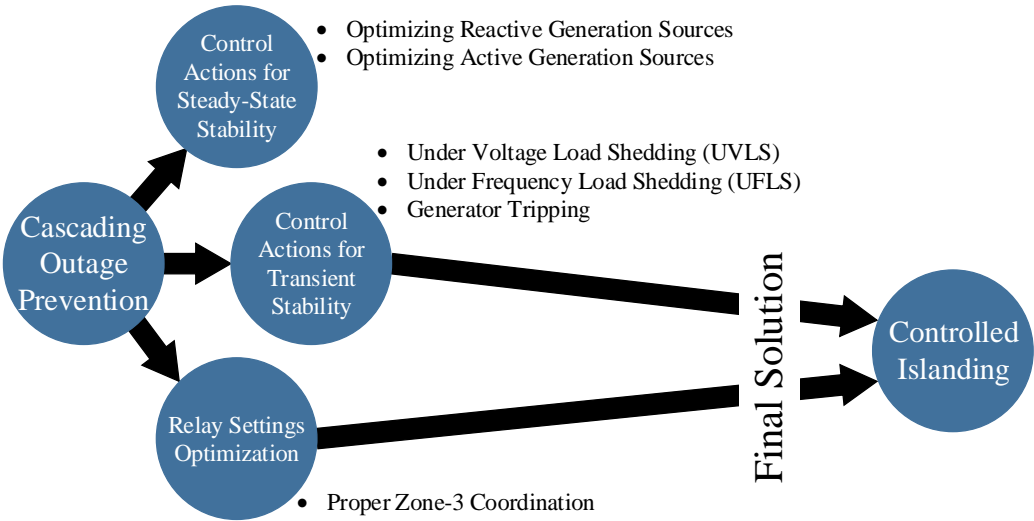 Control
Actions for
Steady-State
Stability
• Optimizing Reactive Generation Sources
• Optimizing Active Generation Sources
Cascading
Outage
Prevention
Control
Actions for
Transient
Stability
• Under Voltage Load Shedding (UVLS)
• Under Frequency Load Shedding (UFLS)
• Generator Tripping
Relay Settings
Optimization
• Proper Zone-3 Coordination
Final Solution
Controlled
Islanding